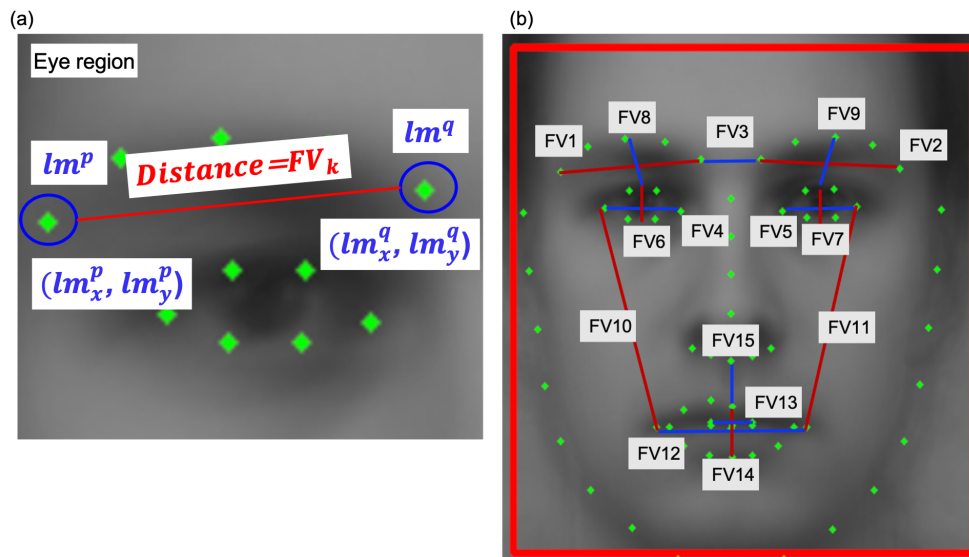 (a)
Eye region
lm^p
Distance=FV_k
lm^q
(lm_x^p, lm_y^p)
(lm_x^q, lm_y^q)
(b)
FV8
FV9
FV1
FV3
FV2
FV6
FV4
FV5
FV7
FV10
FV15
FV11
FV13
FV12
FV14